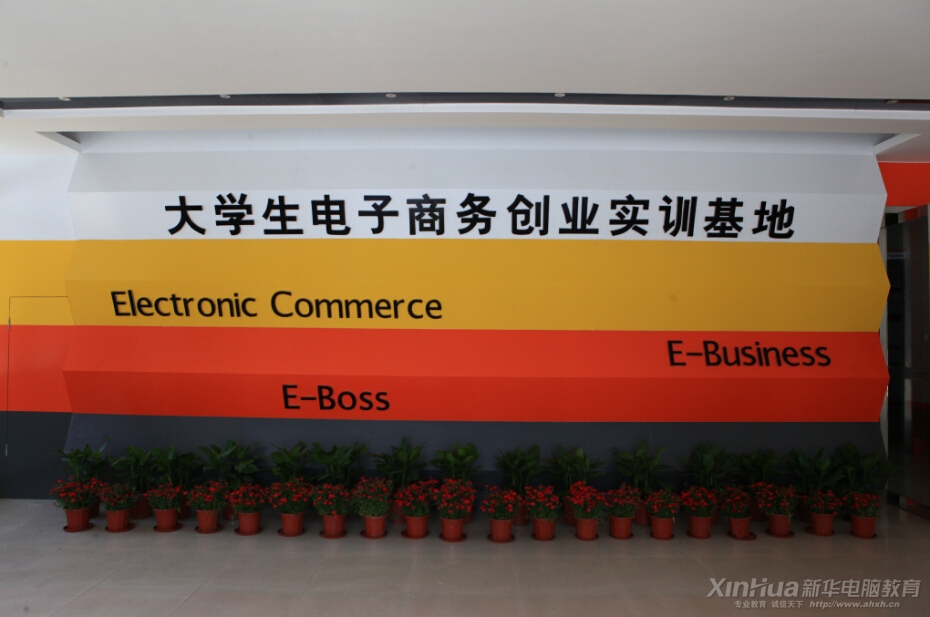 大学生电子商务创业实训基地
Electronic Commerce
E-Business
E-Boss
XinHua新华电脑教育
专业教育 诚信天下 http://www.ahxh.cn